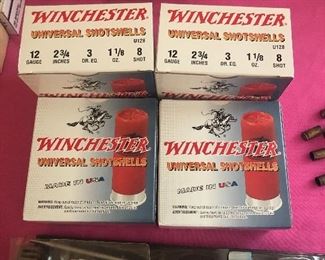 WINCHESTER
UNIVERSAL SHOTSHELLS
U128
12 2¾ 3 1⅛ 8
GAUGE INCHES DR. EQ. OZ. SHOT
WINCHESTER
UNIVERSAL SHOTSHELLS
U128
12 2¾ 3 1⅛ 8
GAUGE INCHES DR. EQ. OZ. SHOT
WINCHESTER
UNIVERSAL SHOTSHELLS
MADE IN USA
WINCHESTER
UNIVERSAL SHOTSHELLS
MADE IN USA